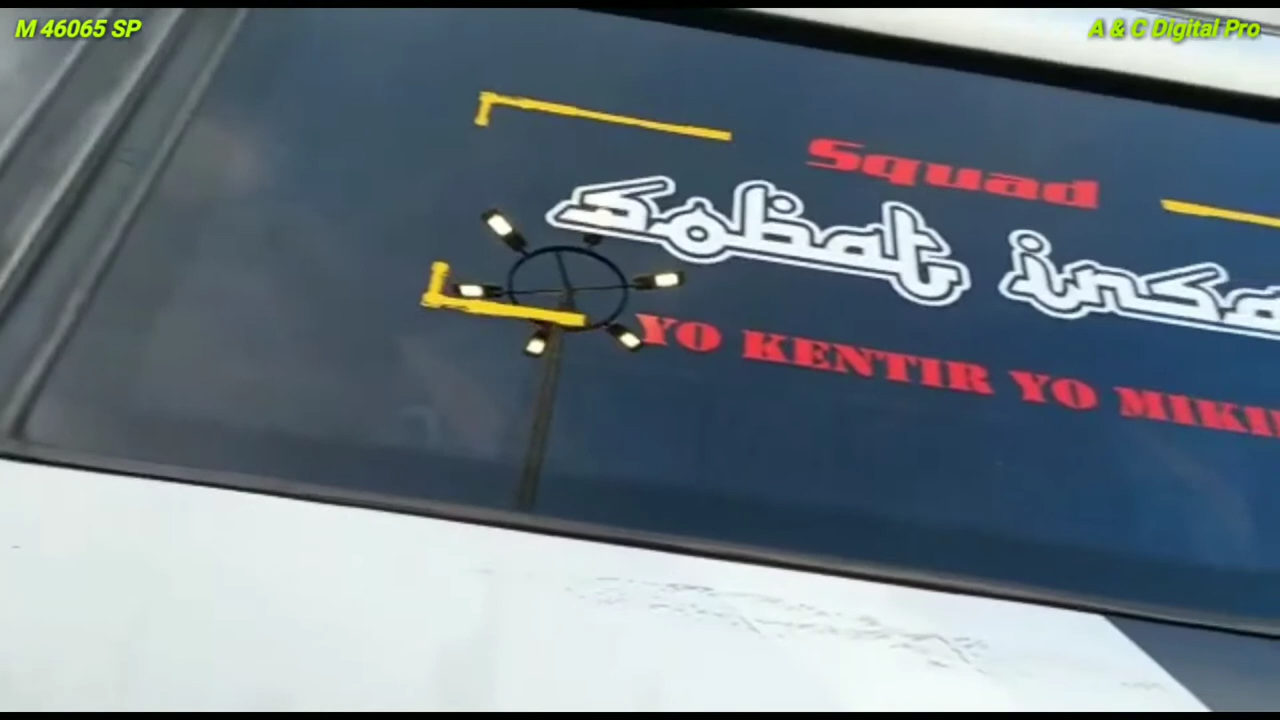 M 46065 SP
A & C Digital Pro
Squad
Sobat
YO KENTIR YO